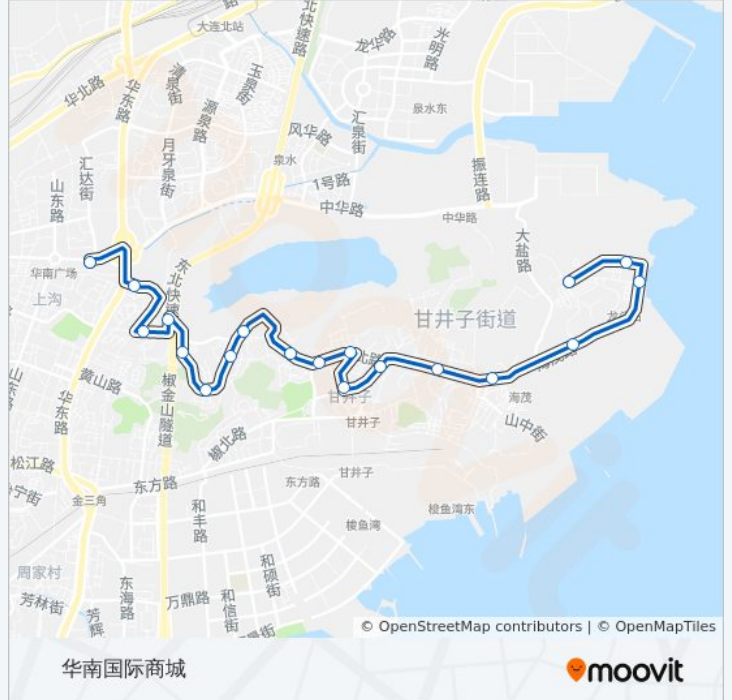 大连北站
北快速路
龙华路
光明路
华北路
华东路
清泉街
玉泉街
源泉路
汇泉街
泉水东
风华路
月牙泉街
汇达街
泉水
振连路
山东路
1号路
中华路
中华路
大盐路
华南广场
东北快速
上沟
甘井子街道
北路
黄山路
椒金山隧道
甘井子
海茂
华东路
甘井子
山中街
椒北路
松江路
甘井子
东方路
东方路
金三角
和丰路
梭鱼湾
周家村
和硕街
东海路
万鼎路
和信街
芳林街
芳辉
© OpenStreetMap contributors | © OpenMapTiles
华南国际商城
moovit